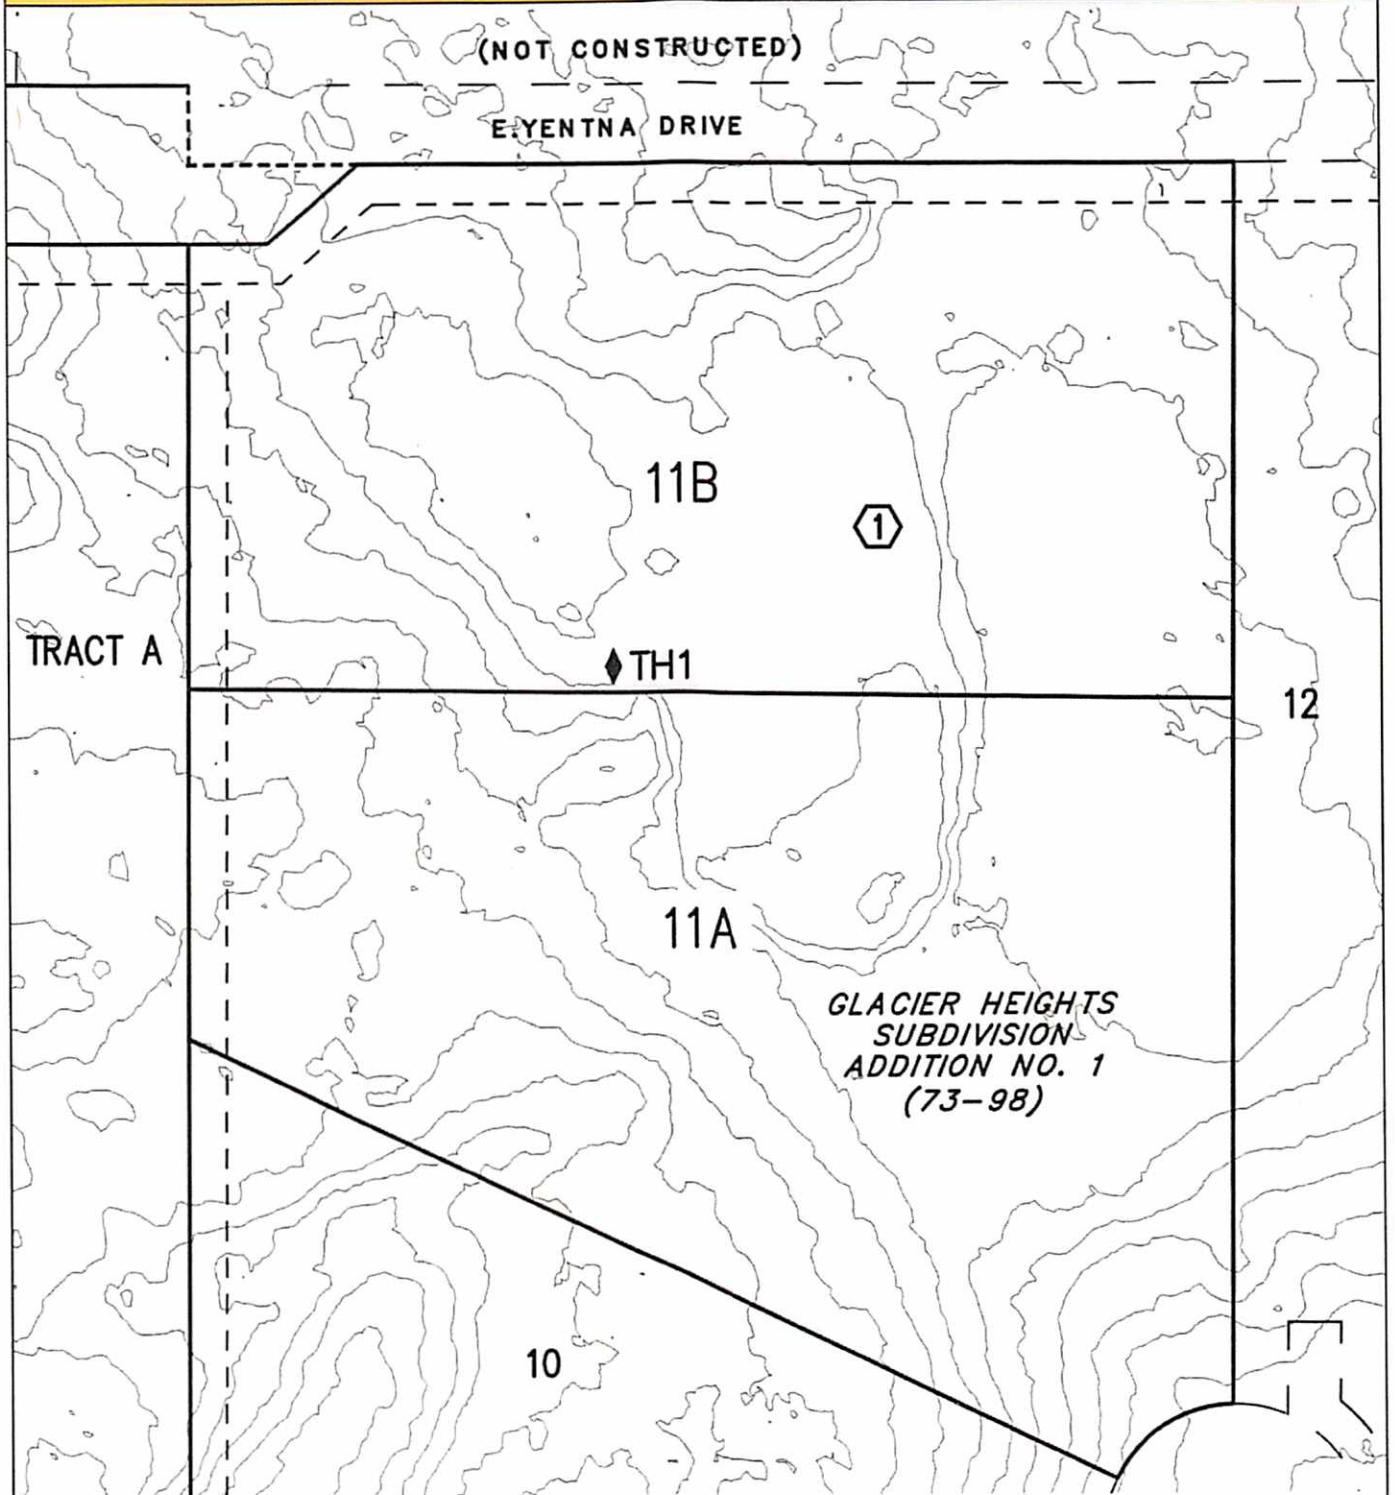 (NOT CONSTRUCTED)
E.YENTNA DRIVE
11B
1
TRACT A
TH1
12
11A
GLACIER HEIGHTS
SUBDIVISION
ADDITION NO. 1
(73-98)
10